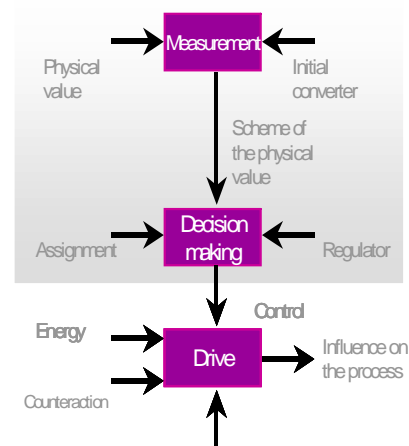 Measurement
Physical
value
Initial
converter
Scheme of
the physical
value
Decision
making
Assignment
Regulator
Control
Energy
Drive
Influence on
the process
Counteraction